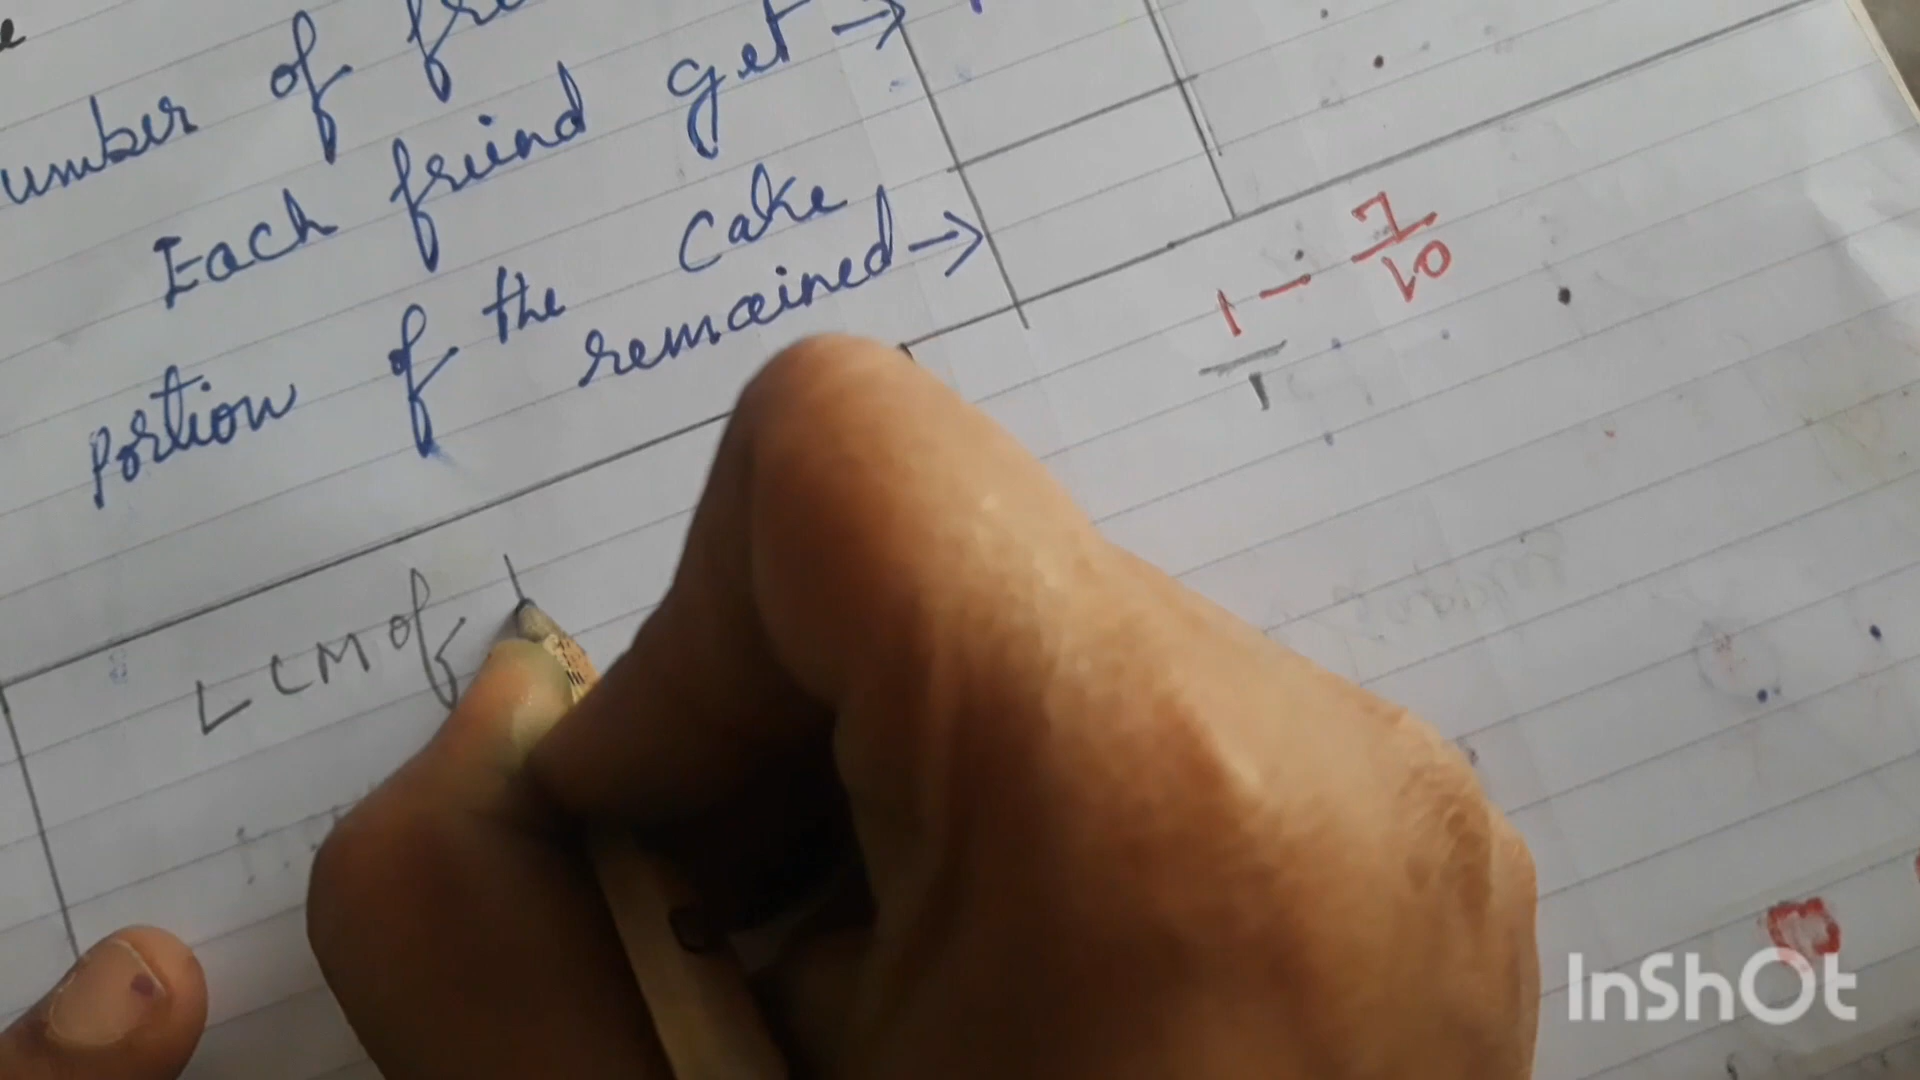 umber of
Each friend get →
portion of the cake
remained →
1 - 7/10
1
LCM of 1
InShOt